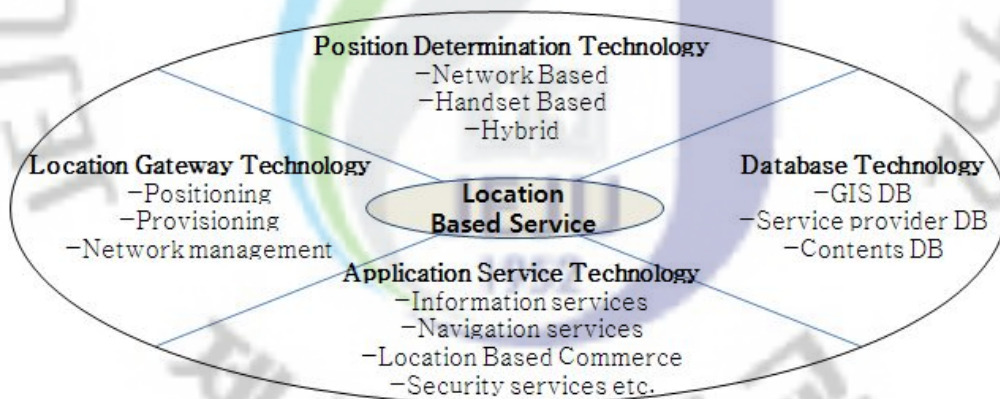 Position Determination Technology
-Network Based
-Handset Based
-Hybrid
Location Gateway Technology
-Positioning
-Provisioning
-Network management
Location
Based Service
Database Technology
-GIS DB
-Service provider DB
-Contents DB
Application Service Technology
-Information services
-Navigation services
-Location Based Commerce
-Security services etc.
1952